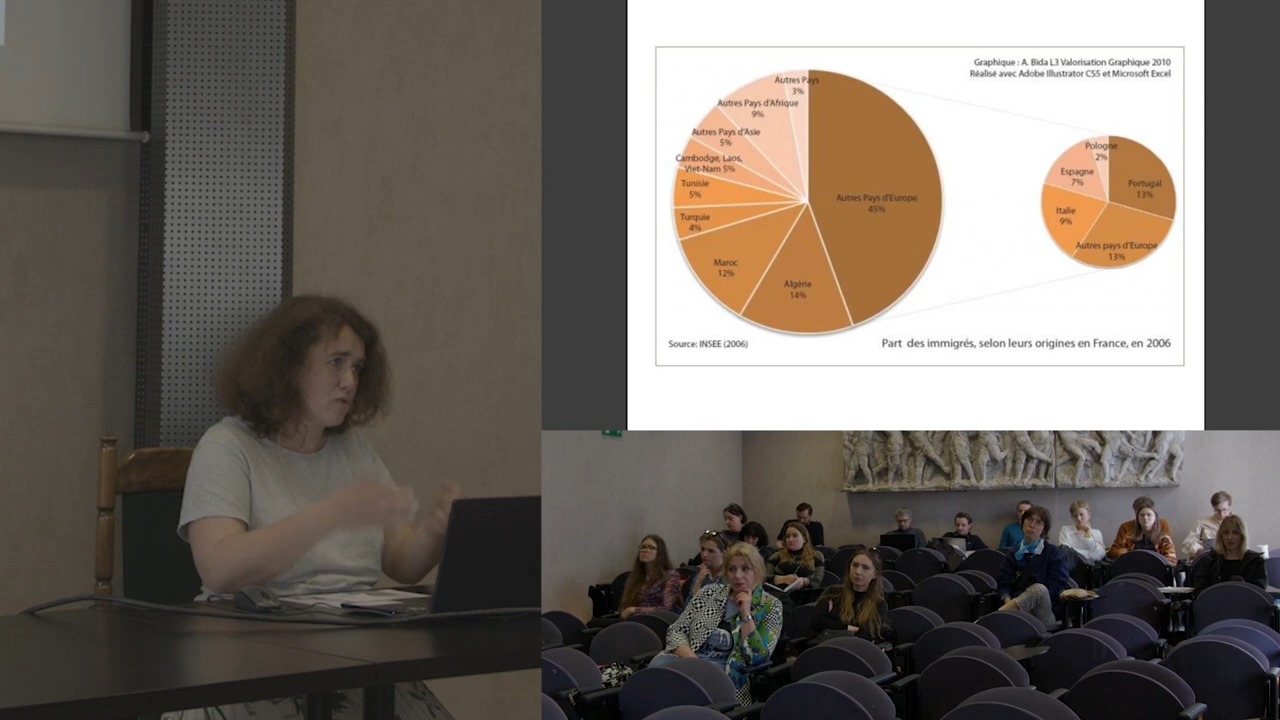 Graphique : A. Bida L3 Valorisation Graphique 2010
Réalisé avec Adobe Illustrator CS5 et Microsoft Excel
Autres Pays
3%
Autres Pays d'Afrique
9%
Autres Pays d'Asie
5%
Cambodge, Laos,
Viet-Nam 5%
Tunisie
5%
Turquie
4%
Maroc
12%
Algérie
14%
Autres Pays d'Europe
45%
Pologne
2%
Espagne
7%
Portugal
13%
Italie
9%
Autres pays d'Europe
13%
Source: INSEE (2006)
Part des immigrés, selon leurs origines en France, en 2006